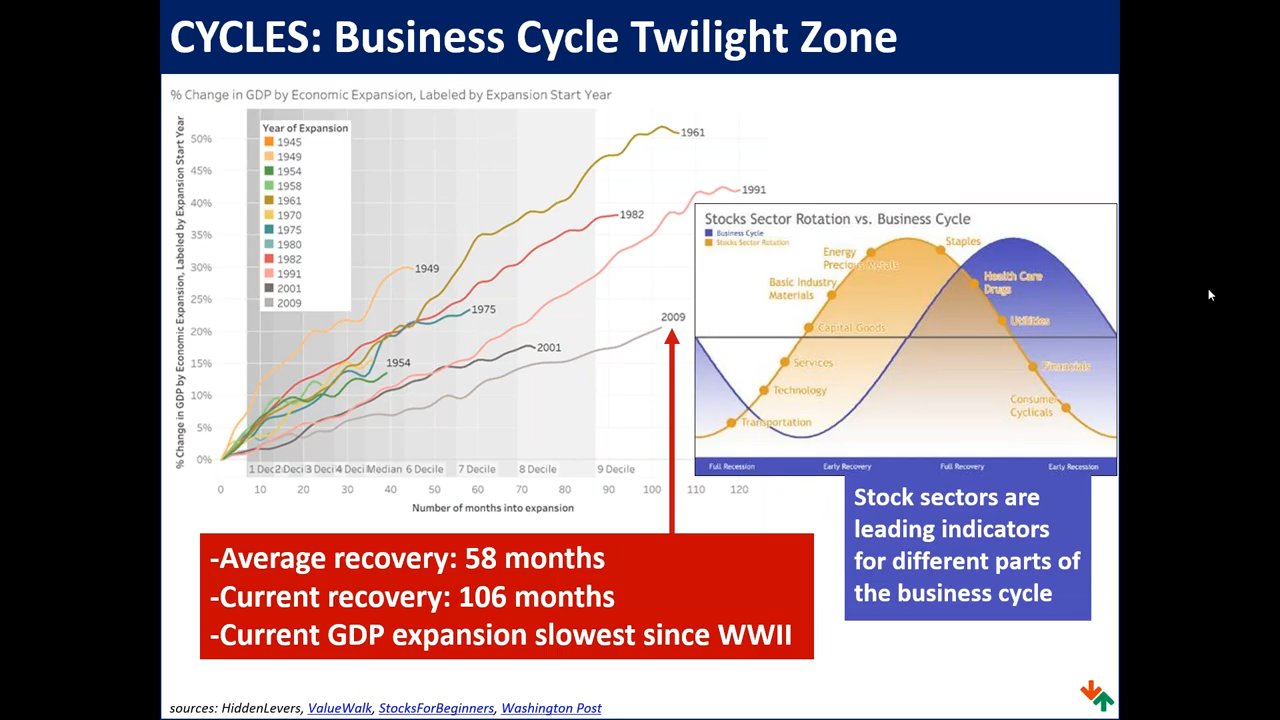 CYCLES: Business Cycle Twilight Zone
% Change in GDP by Economic Expansion, Labeled by Expansion Start Year
% Change in GDP by Economic Expansion, Labeled by Expansion Start Year
50%
45%
40%
35%
30%
25%
20%
15%
10%
5%
0%
Year of Expansion
1945
1949
1954
1958
1961
1970
1975
1980
1982
1991
2001
2009
1961
1991
1982
1949
1975
2009
2001
1954
1 Deci 2 Deci 3 Deci 4 Deci Median 6 Decile 7 Decile 8 Decile 9 Decile
0 10 20 30 40 50 60 70 80 90 100 110 120
Number of months into expansion
Stocks Sector Rotation vs. Business Cycle
Business Cycle
Stocks Sector Rotation
Energy
Precious Metals
Staples
Basic Industry
Materials
Health Care
Drugs
Capital Goods
Utilities
Services
Financials
Technology
Consumer
Cyclicals
Transportation
Full Recession Early Recovery Full Recovery Early Recession
Stock sectors are
leading indicators
for different parts of
the business cycle
-Average recovery: 58 months
-Current recovery: 106 months
-Current GDP expansion slowest since WWII
sources: HiddenLevers, ValueWalk, StocksForBeginners, Washington Post